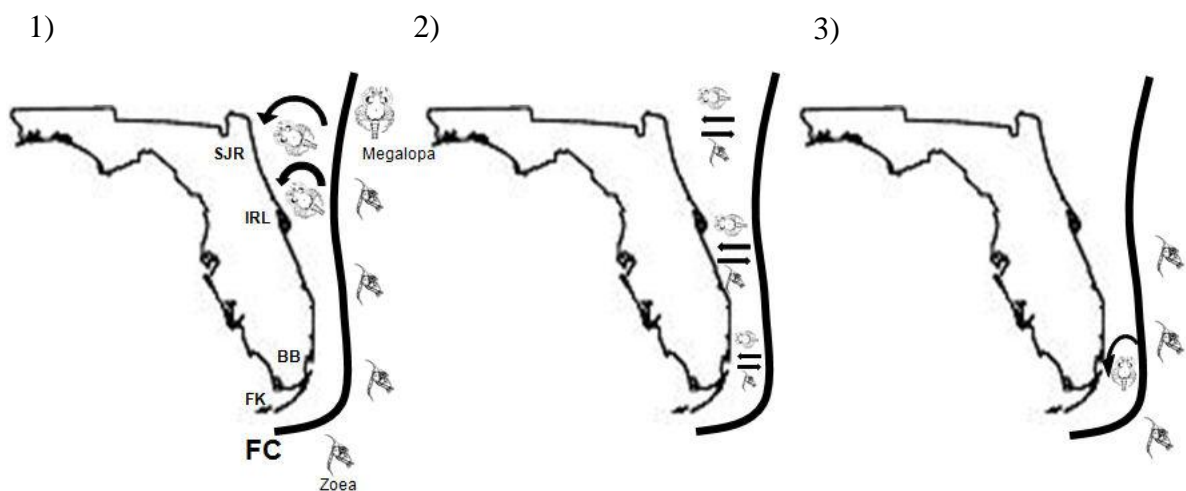 1)
2)
3)
SJR
Megalopa
IRL
BB
FK
FC
Zoea